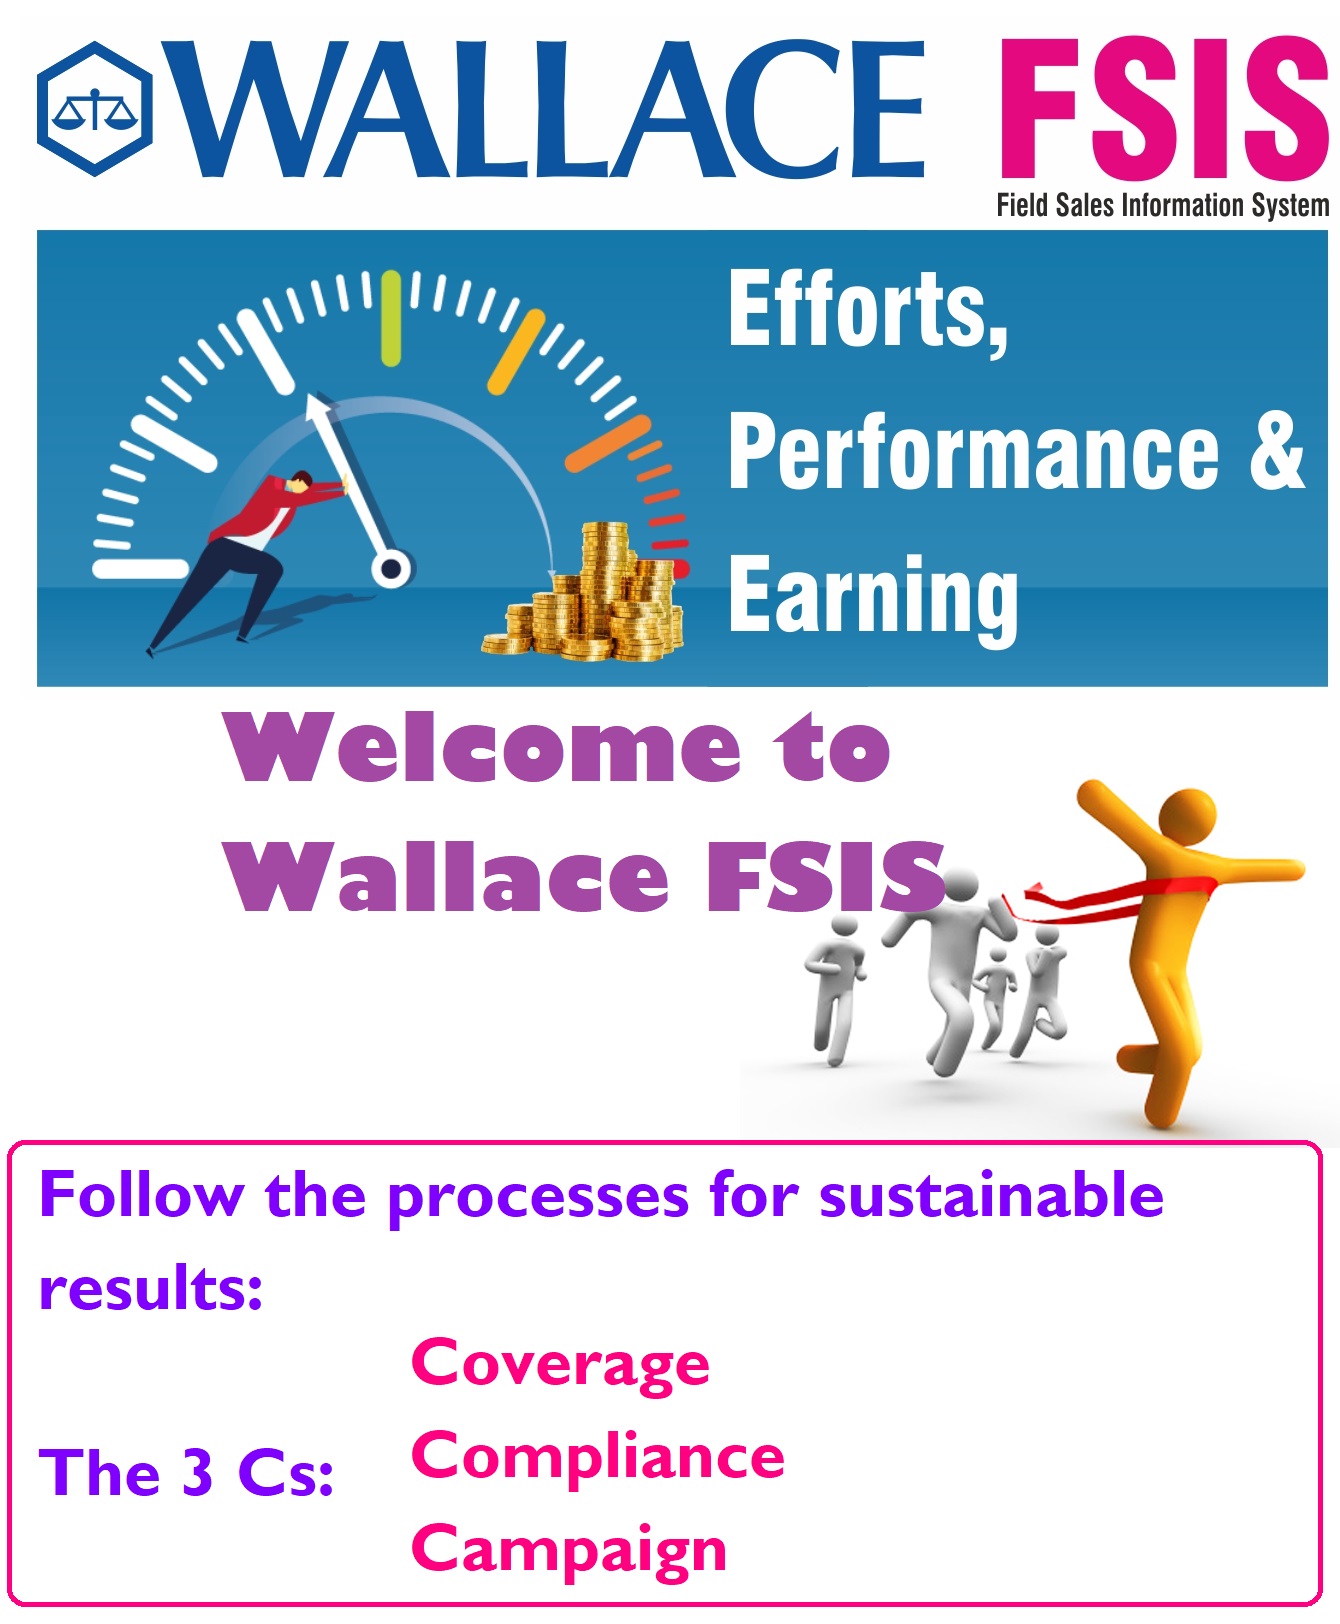 WALLACE FSIS
Field Sales Information System
Efforts,
Performance &
Earning
Welcome to
Wallace FSIS
Follow the processes for sustainable
results:
The 3 Cs:
Coverage
Compliance
Campaign